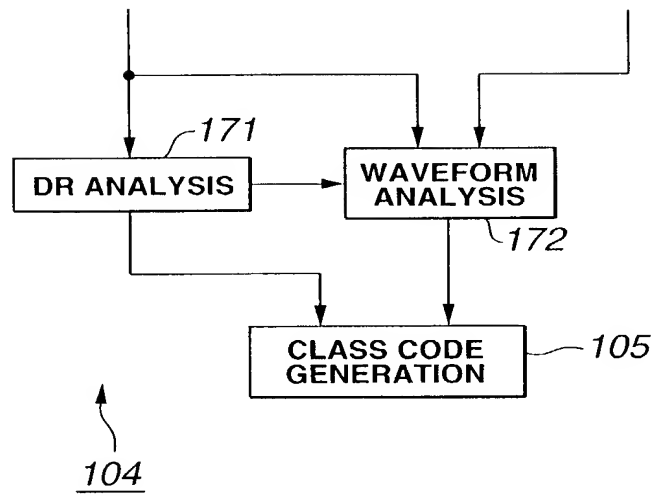 171
DR ANALYSIS
WAVEFORM
ANALYSIS
172
CLASS CODE
GENERATION
105
104